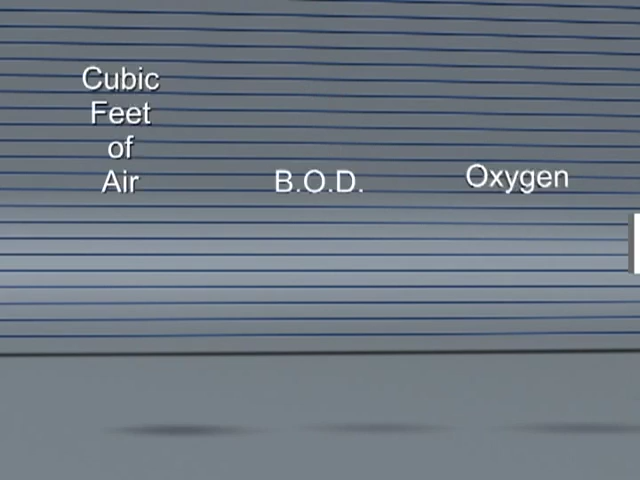 Cubic
Feet
of
Air
B.O.D.
Oxygen